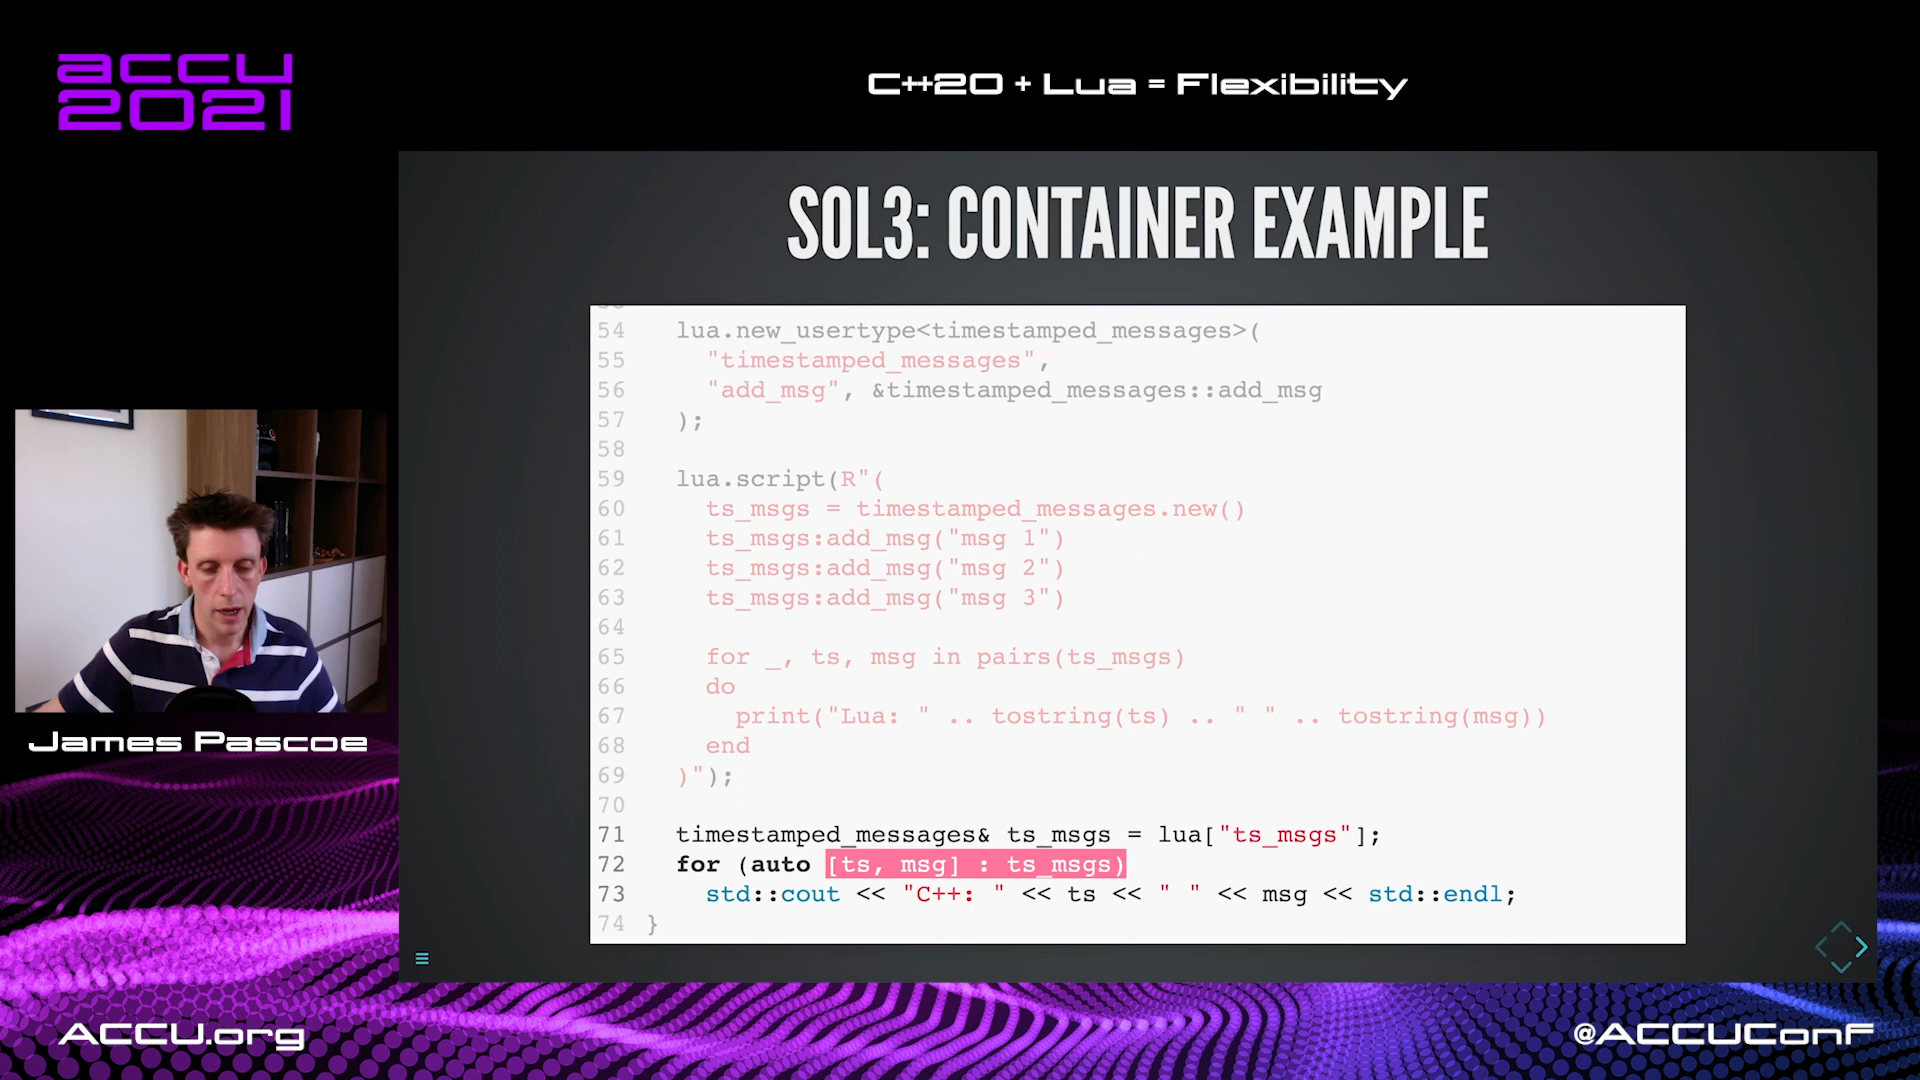 accu
2021
C++20 + Lua = Flexibility
SOL3: CONTAINER EXAMPLE
54 lua.new_usertype<timestamped_messages>(
55 "timestamped_messages",
56 "add_msg", &timestamped_messages::add_msg
57 );
58
59 lua.script(R"(
60 ts_msgs = timestamped_messages.new()
61 ts_msgs:add_msg("msg 1")
62 ts_msgs:add_msg("msg 2")
63 ts_msgs:add_msg("msg 3")
64
65 for _, ts, msg in pairs(ts_msgs)
66 do
67 print("Lua: " .. tostring(ts) .. " " .. tostring(msg))
68 end
69 )");
70
71 timestamped_messages& ts_msgs = lua["ts_msgs"];
72 for (auto [ts, msg] : ts_msgs)
73 std::cout << "C++: " << ts << " " << msg << std::endl;
74 }
James Pascoe
ACCU.org
@ACCUConf